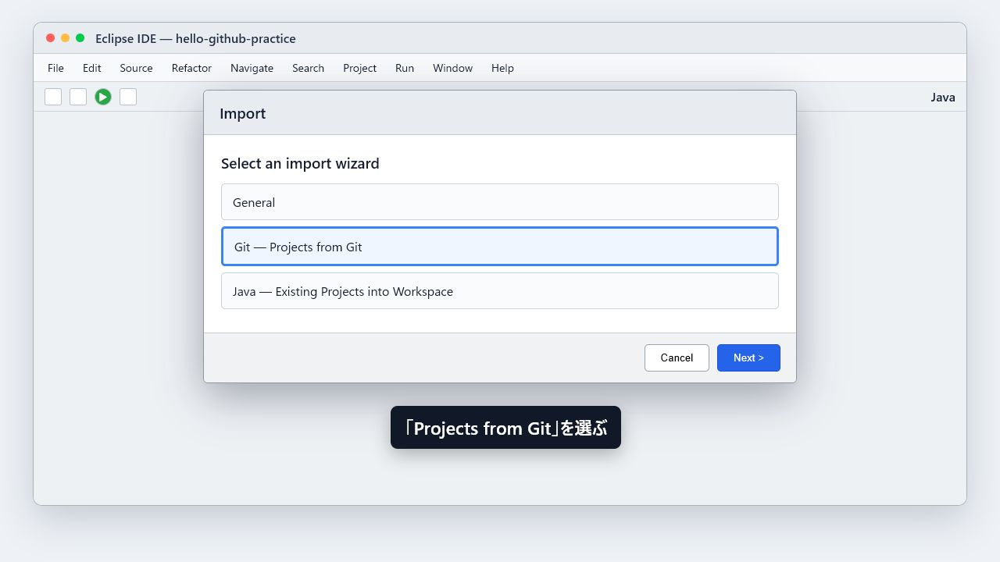 Eclipse IDE — hello-github-practice
File Edit Source Refactor Navigate Search Project Run Window Help
Java
Import
Select an import wizard
General
Git — Projects from Git
Java — Existing Projects into Workspace
Cancel Next >
「Projects from Git」を選ぶ